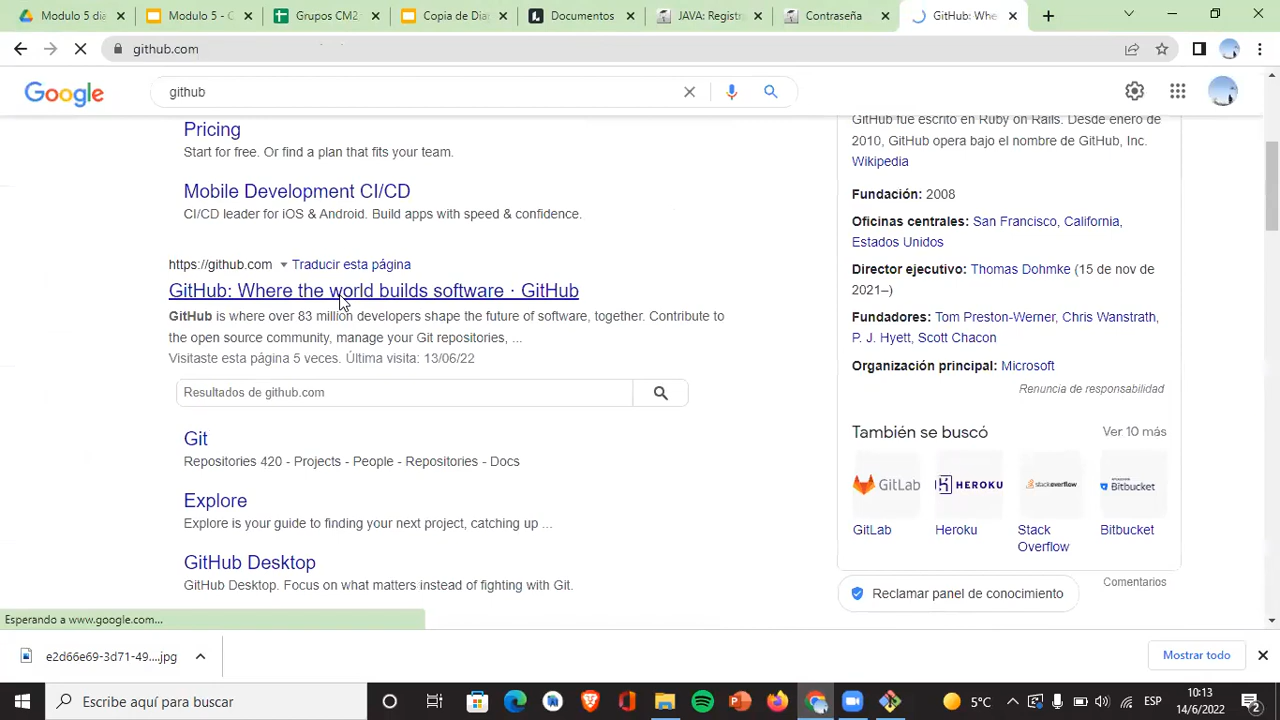 Modulo 5 dia
Modulo 5 - C
Grupos CM2
Copia de Dia
Documentos
JAVA: Registr
Contraseña
GitHub: Whe
github.com
Google
github
Pricing
Start for free. Or find a plan that fits your team.
Mobile Development CI/CD
CI/CD leader for iOS & Android. Build apps with speed & confidence.
https://github.com
Traducir esta página
GitHub: Where the world builds software · GitHub
GitHub is where over 83 million developers shape the future of software, together. Contribute to
the open source community, manage your Git repositories, ...
Visitaste esta página 5 veces. Última visita: 13/06/22
Resultados de github.com
Git
Repositories 420 - Projects - People - Repositories - Docs
Explore
Explore is your guide to finding your next project, catching up ...
GitHub Desktop
GitHub Desktop. Focus on what matters instead of fighting with Git.
GitHub fue escrito en Ruby on Rails. Desde enero de
2010, GitHub opera bajo el nombre de GitHub, Inc.
Wikipedia
Fundación: 2008
Oficinas centrales: San Francisco, California,
Estados Unidos
Director ejecutivo: Thomas Dohmke (15 de nov de
2021–)
Fundadores: Tom Preston-Werner, Chris Wanstrath,
P. J. Hyett, Scott Chacon
Organización principal: Microsoft
Renuncia de responsabilidad
También se buscó
Ver 10 más
GitLab
HEROKU
stackoverflow
Bitbucket
GitLab
Heroku
Stack
Overflow
Bitbucket
Comentarios
Reclamar panel de conocimiento
Esperando a www.google.com...
e2d66e69-3d71-49....jpg
Mostrar todo
Escribe aquí para buscar
5°C
ESP
10:13
14/6/2022
2